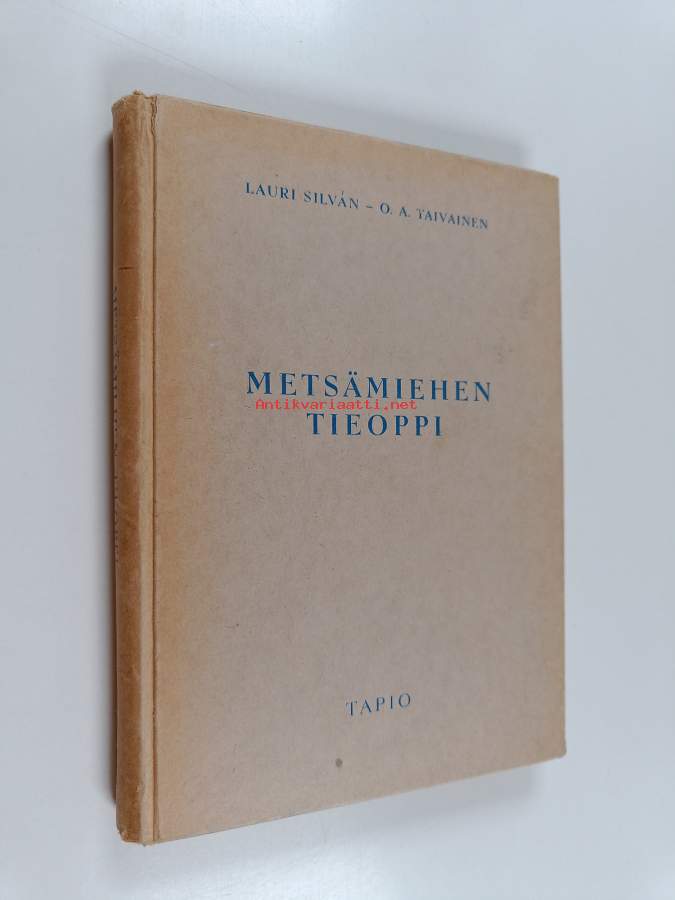 LAURI SILVÁN – O. A. TAIVAINEN
METSÄMIEHEN
Antikvariaatti.net
TIEOPPI
TAPIO